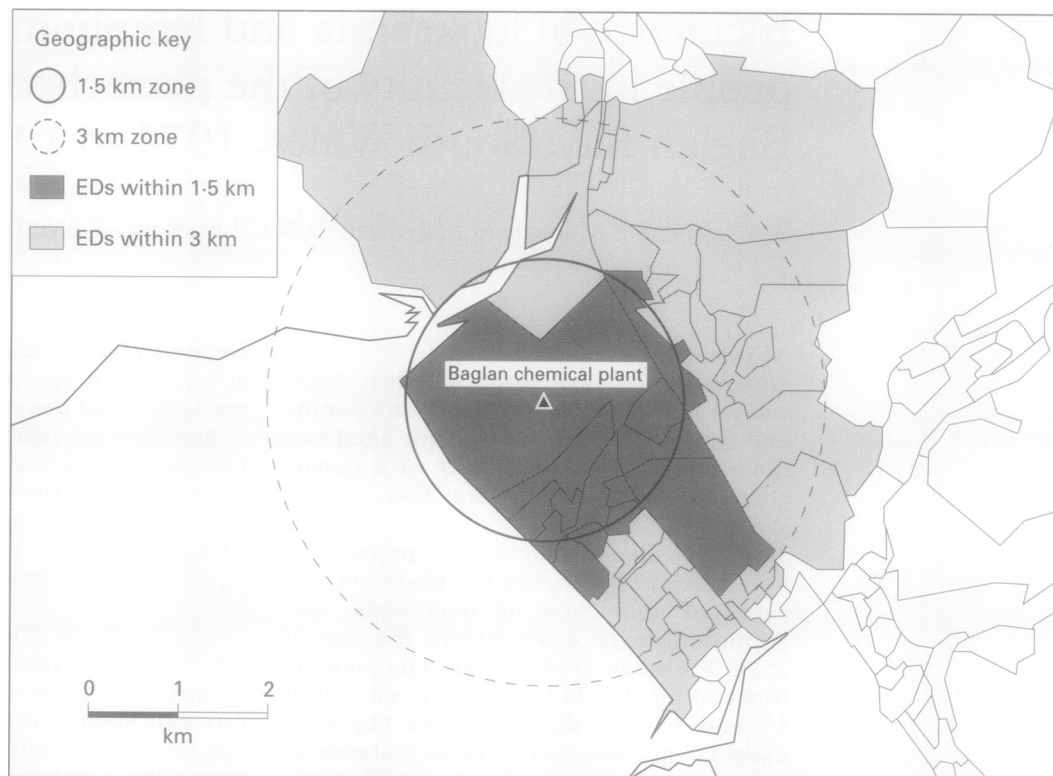 Geographic key
1·5 km zone
3 km zone
EDs within 1·5 km
EDs within 3 km
Baglan chemical plant
0 1 2
km